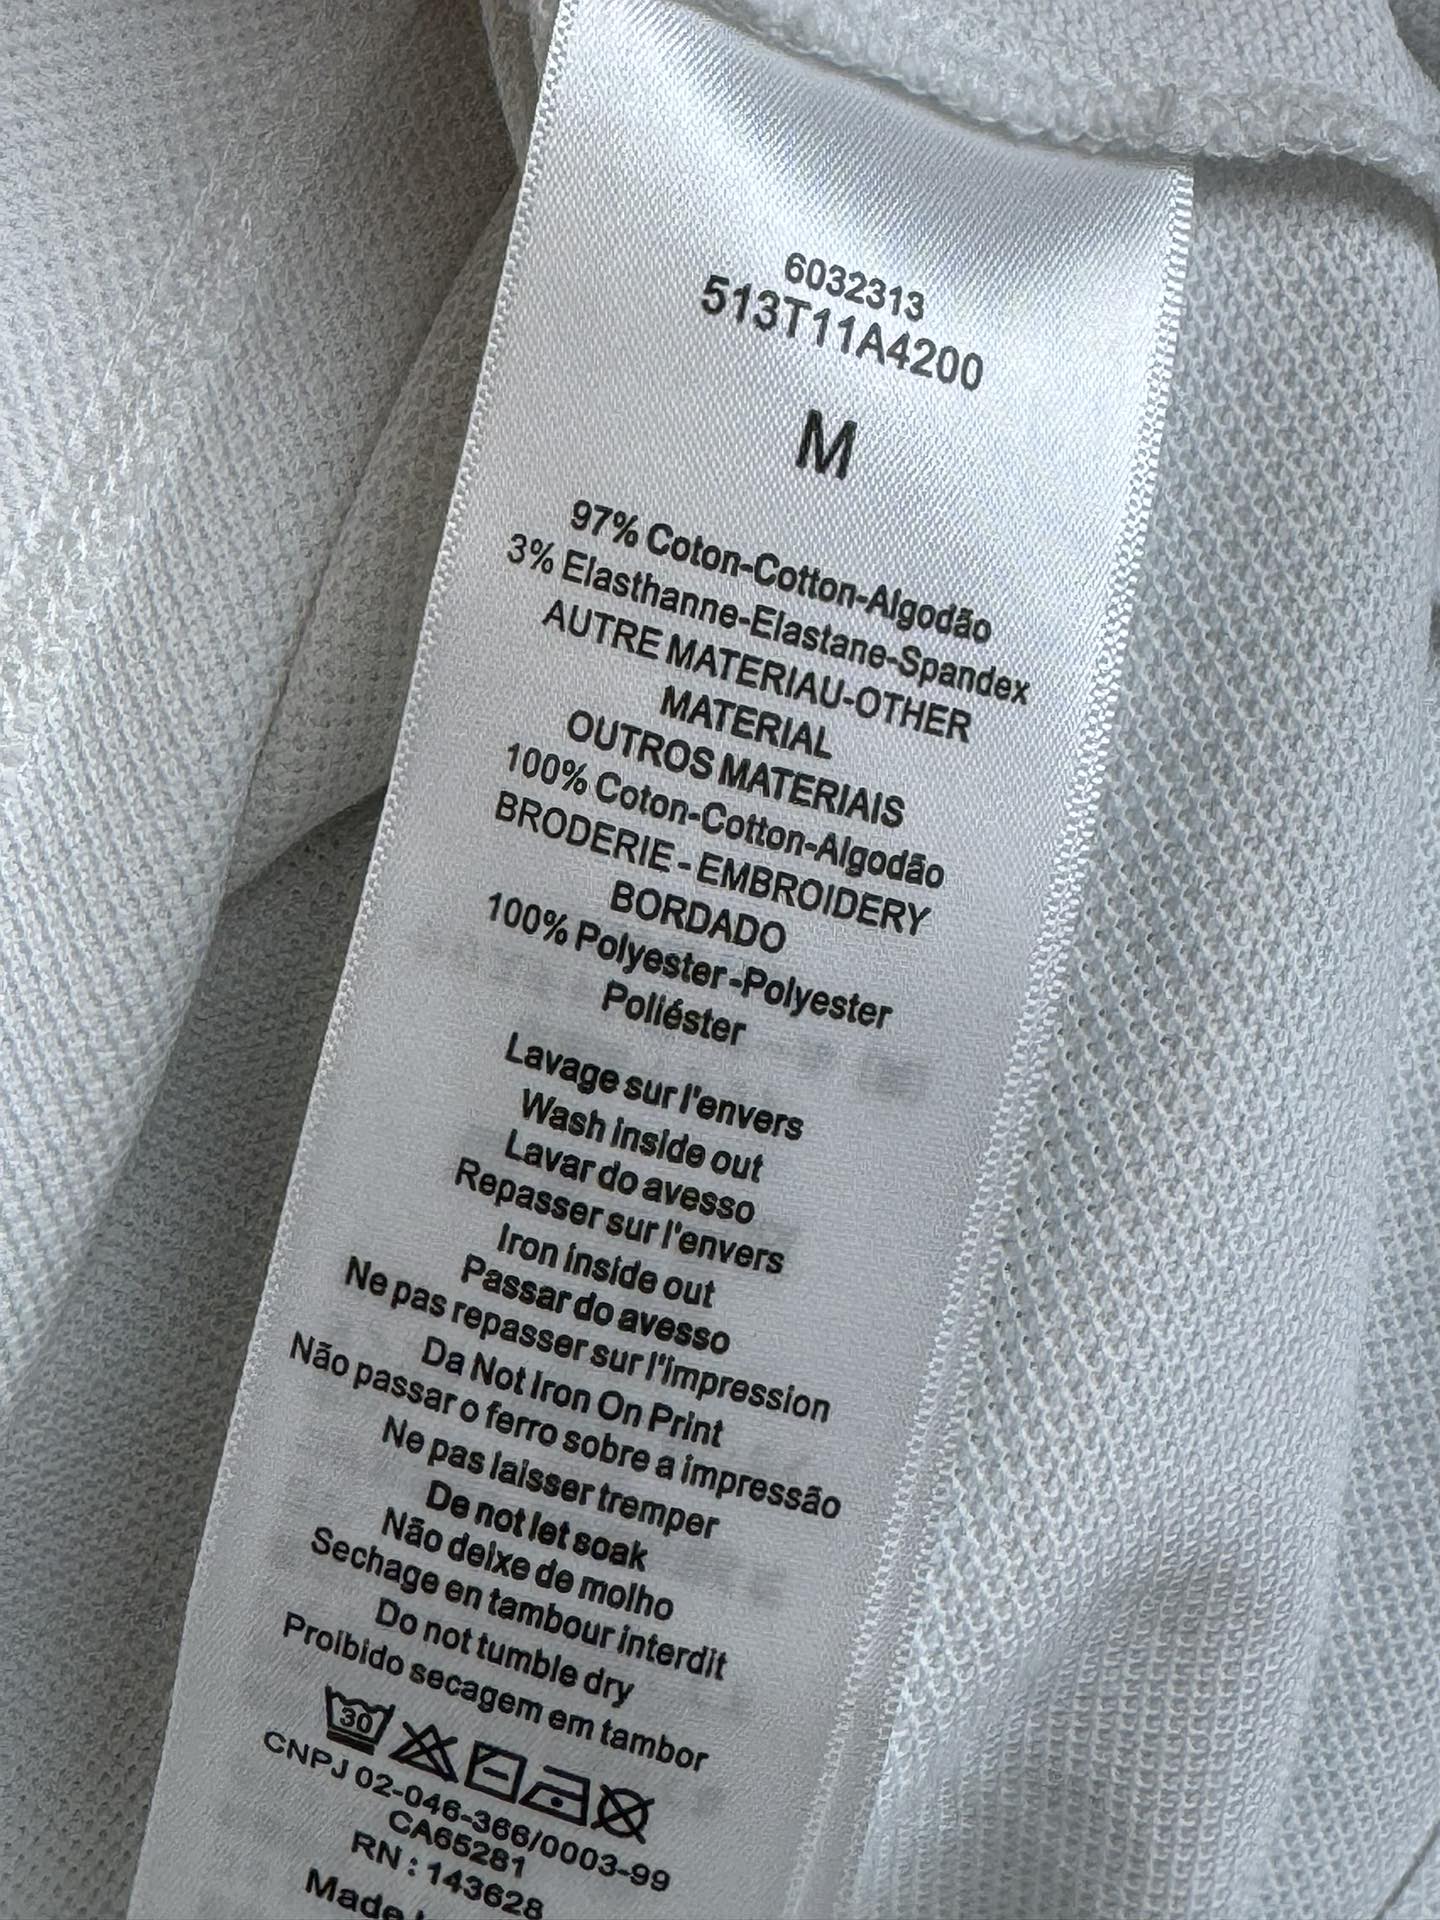 6032313
513T11A4200
M
97% Coton-Cotton-Algodão
3% Elasthanne-Elastane-Spandex
AUTRE MATERIAU-OTHER
MATERIAL
OUTROS MATERIAIS
100% Coton-Cotton-Algodão
BRODERIE - EMBROIDERY
BORDADO
100% Polyester-Polyester
Poliéster
Lavage sur l'envers
Wash inside out
Lavar do avesso
Repasser sur l'envers
Iron inside out
Passar do avesso
Ne pas repasser sur l'impression
Da Not Iron On Print
Não passar o ferro sobre a impressão
Ne pas laisser tremper
De not let soak
Não deixe de molho
Sechage en tambour interdit
Do not tumble dry
Proibido secagem em tambor
30
CNPJ 02-046-366/0003-99
CA65281
RN : 143628
Made